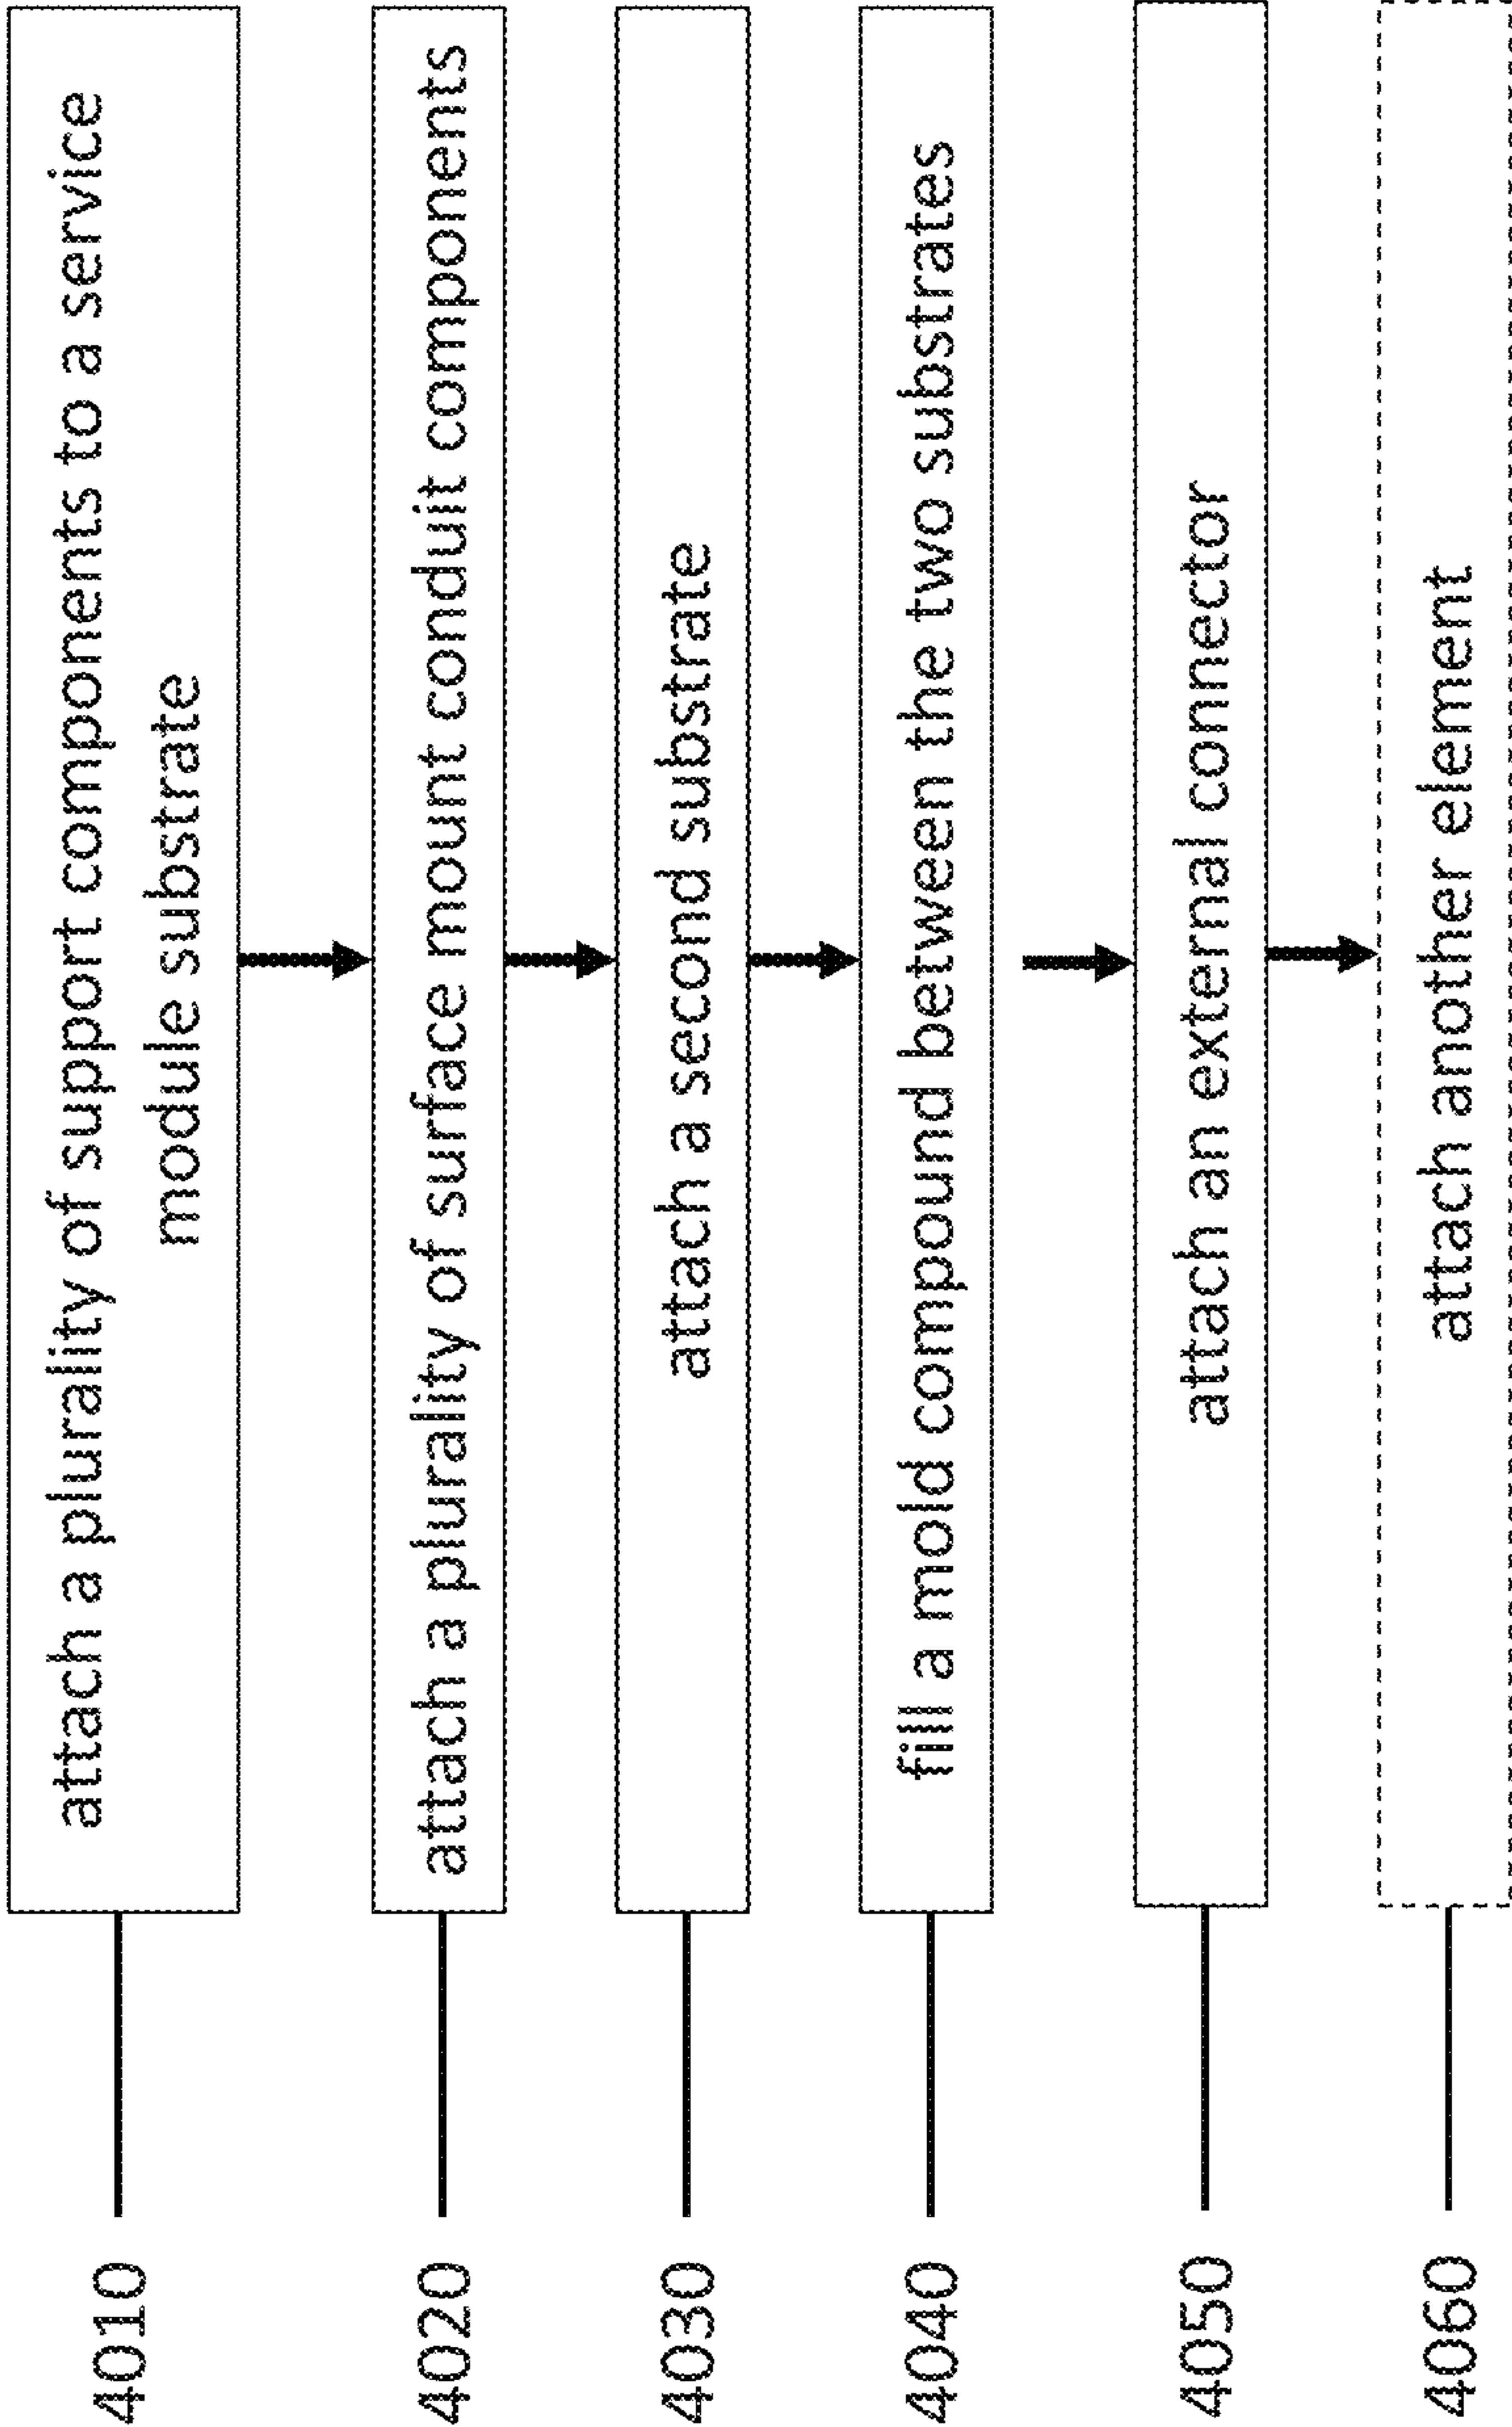 4010
attach a plurality of support components to a service
module substrate
4020
attach a plurality of surface mount conduit components
4030
attach a second substrate
4040
fill a mold compound between the two substrates
4050
attach an external connector
4060
attach another element